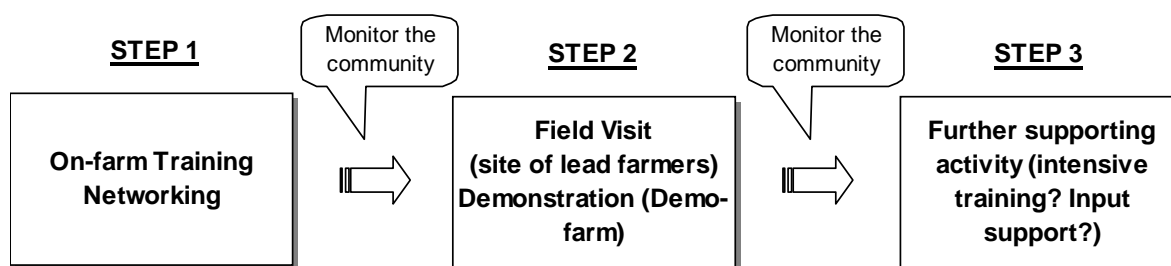 STEP 1
On-farm Training
Networking
Monitor the
community
STEP 2
Field Visit
(site of lead farmers)
Demonstration (Demo-
farm)
Monitor the
community
STEP 3
Further supporting
activity (intensive
training? Input
support?)